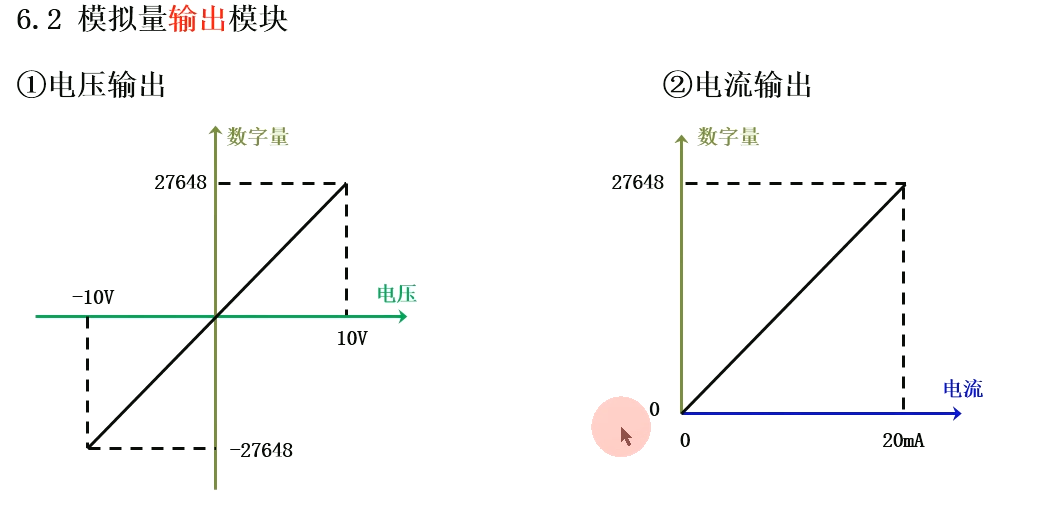 6.2 模拟量输出模块
①电压输出
②电流输出
数字量
27648
-10V
电压
10V
-27648
数字量
27648
电流
0
0
20mA